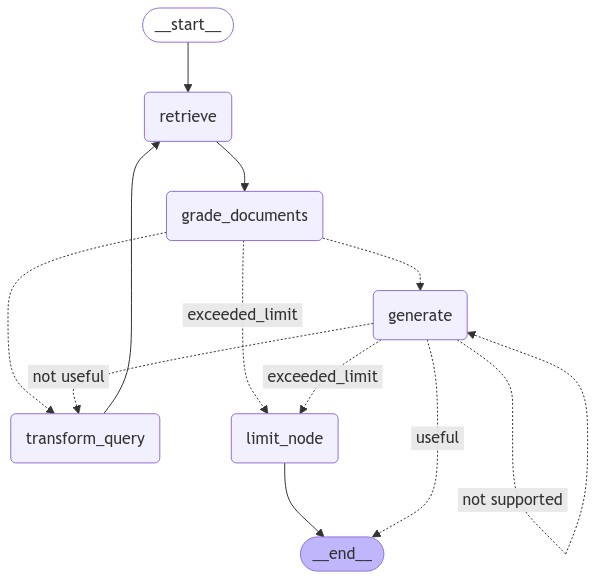 __start__
retrieve
grade_documents
exceeded_limit
generate
not useful
exceeded_limit
transform_query
limit_node
useful
not supported
__end__